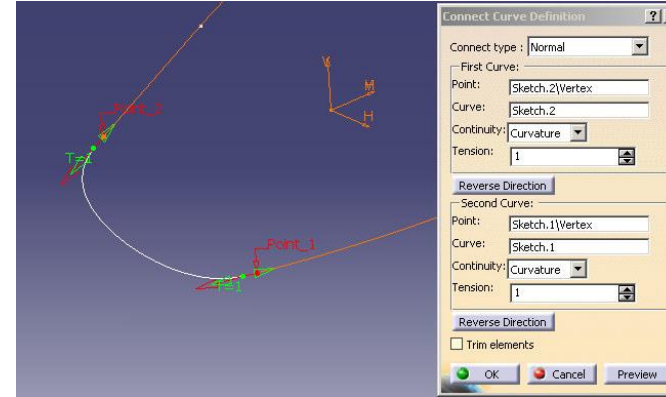 Connect Curve Definition
?
Connect type : Normal
First Curve:
Point: Sketch.2\Vertex
Curve: Sketch.2
Continuity: Curvature
Tension: 1
Reverse Direction
Second Curve:
Point: Sketch.1\Vertex
Curve: Sketch.1
Continuity: Curvature
Tension: 1
Reverse Direction
Trim elements
OK Cancel Preview
V
M
H
Point_2
T=1
Point_1
T=1